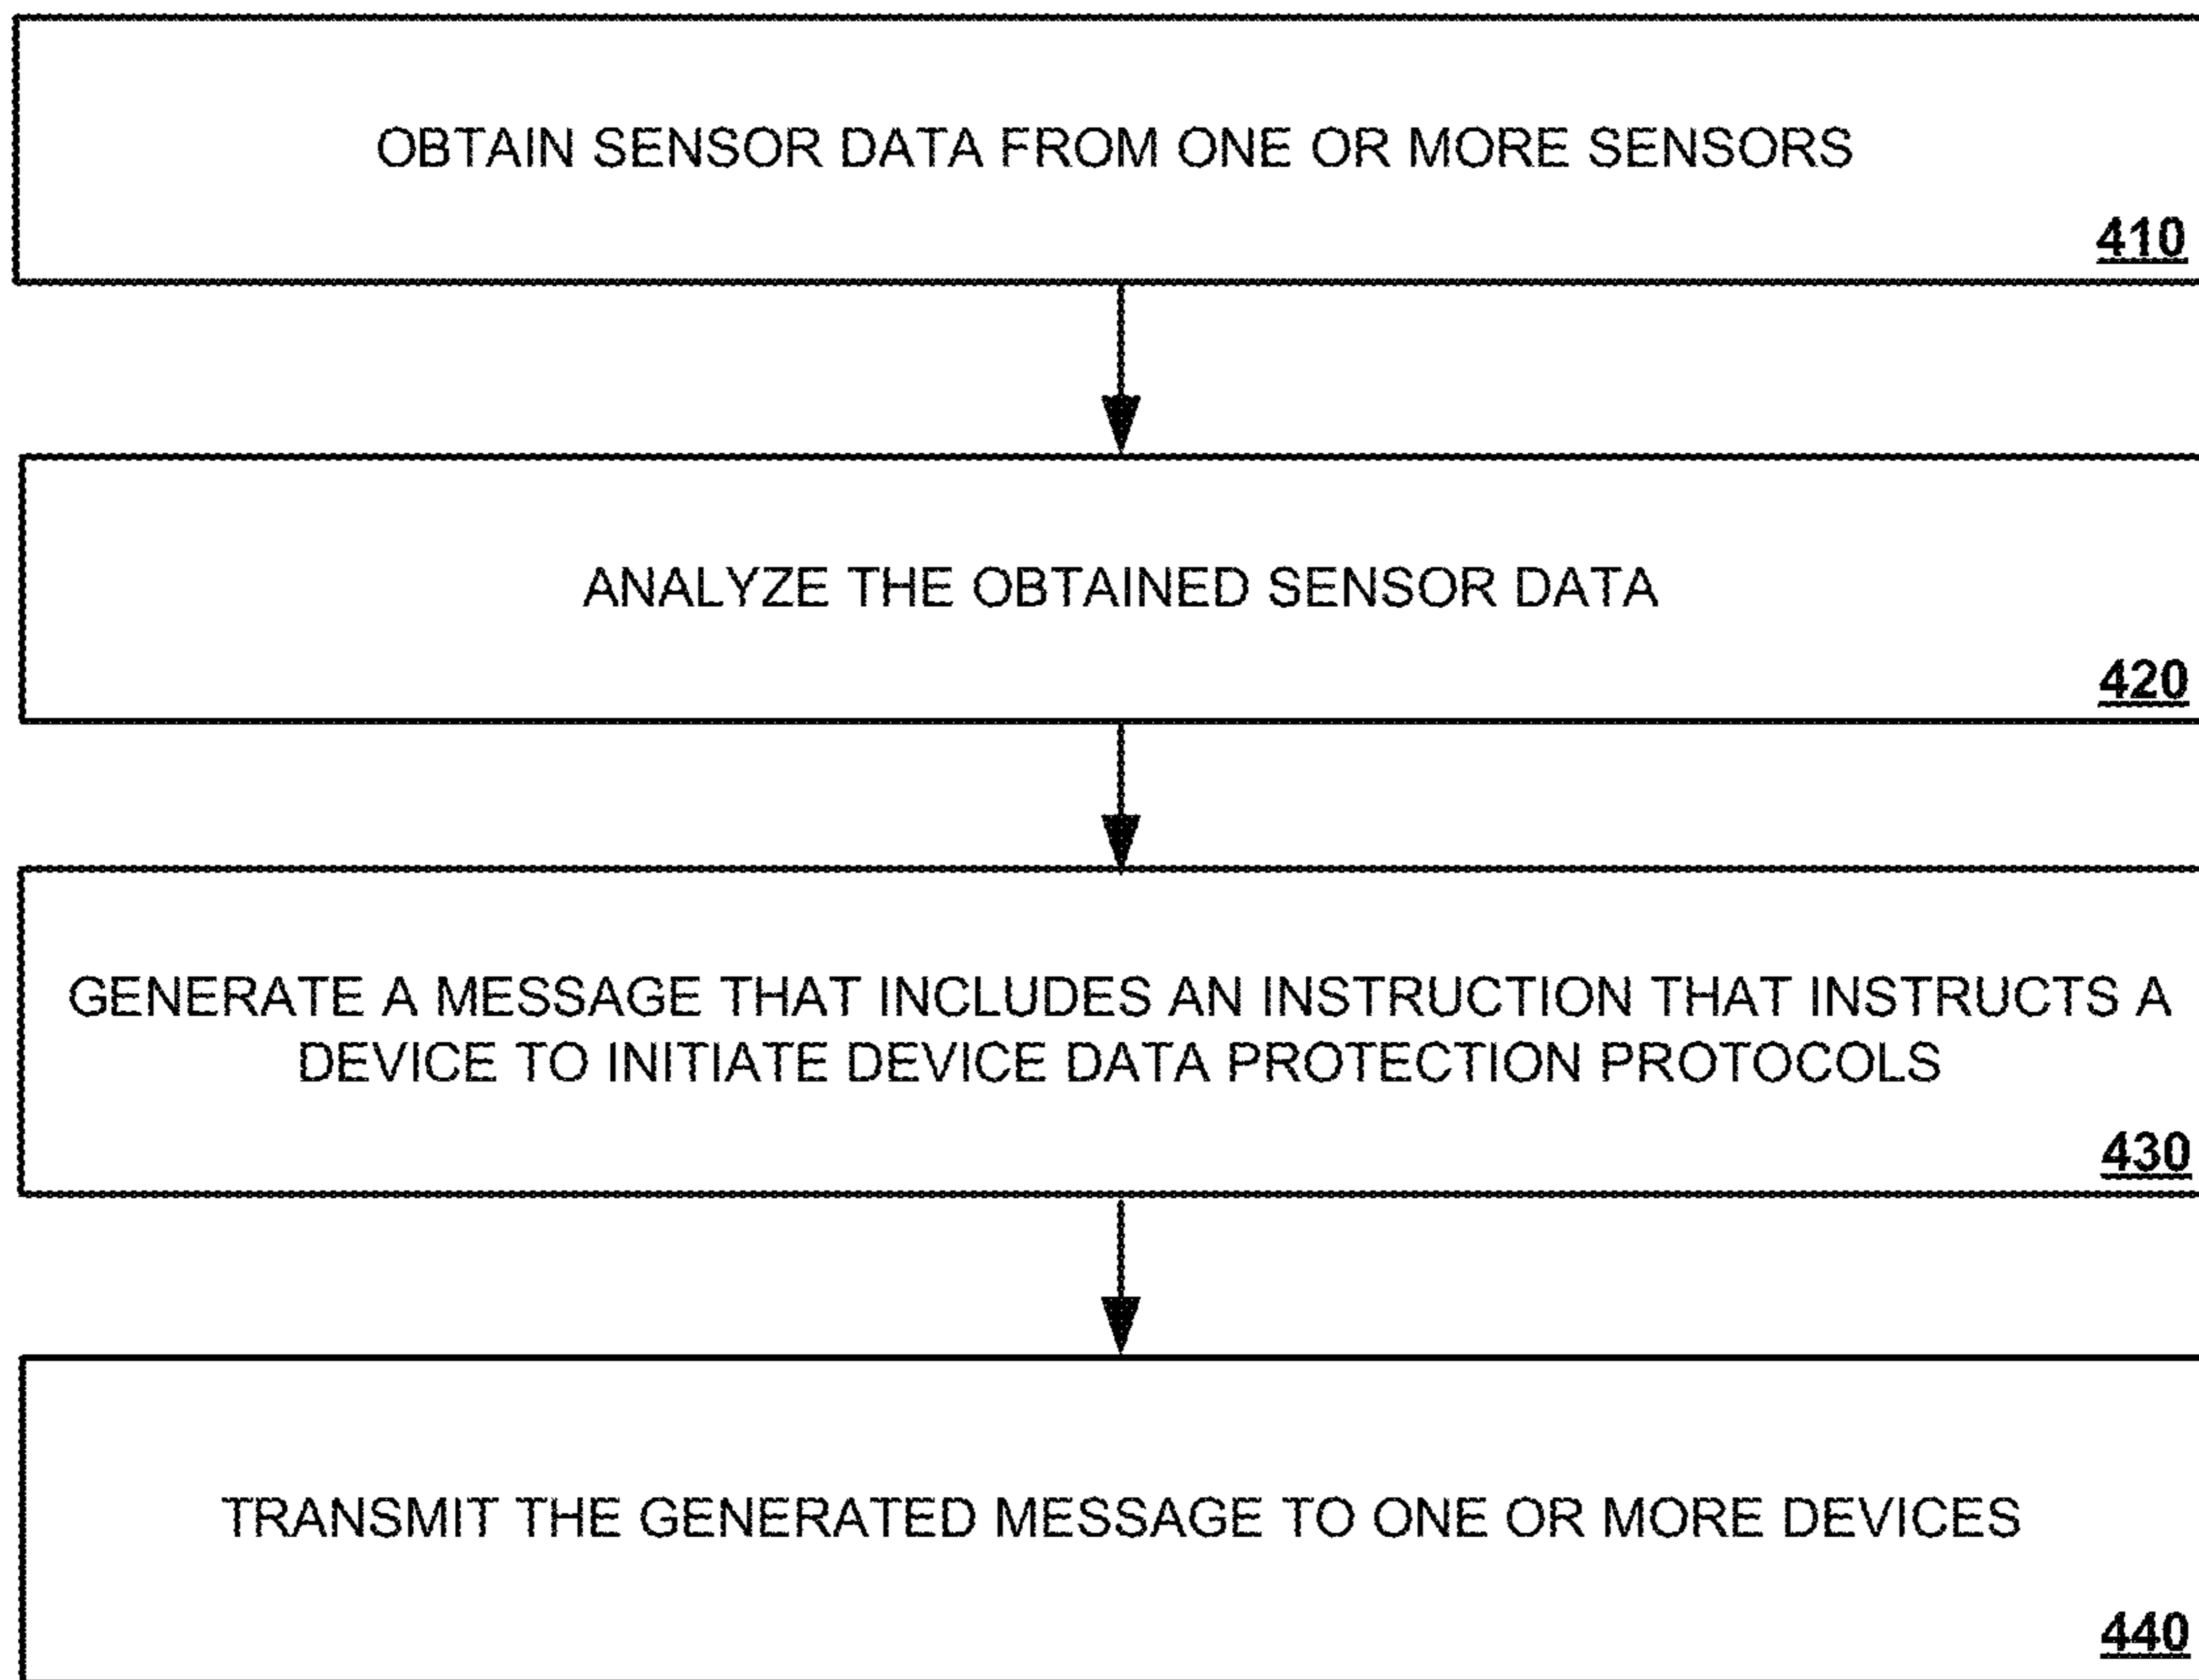 OBTAIN SENSOR DATA FROM ONE OR MORE SENSORS
410
ANALYZE THE OBTAINED SENSOR DATA
420
GENERATE A MESSAGE THAT INCLUDES AN INSTRUCTION THAT INSTRUCTS A
DEVICE TO INITIATE DEVICE DATA PROTECTION PROTOCOLS
430
TRANSMIT THE GENERATED MESSAGE TO ONE OR MORE DEVICES
440